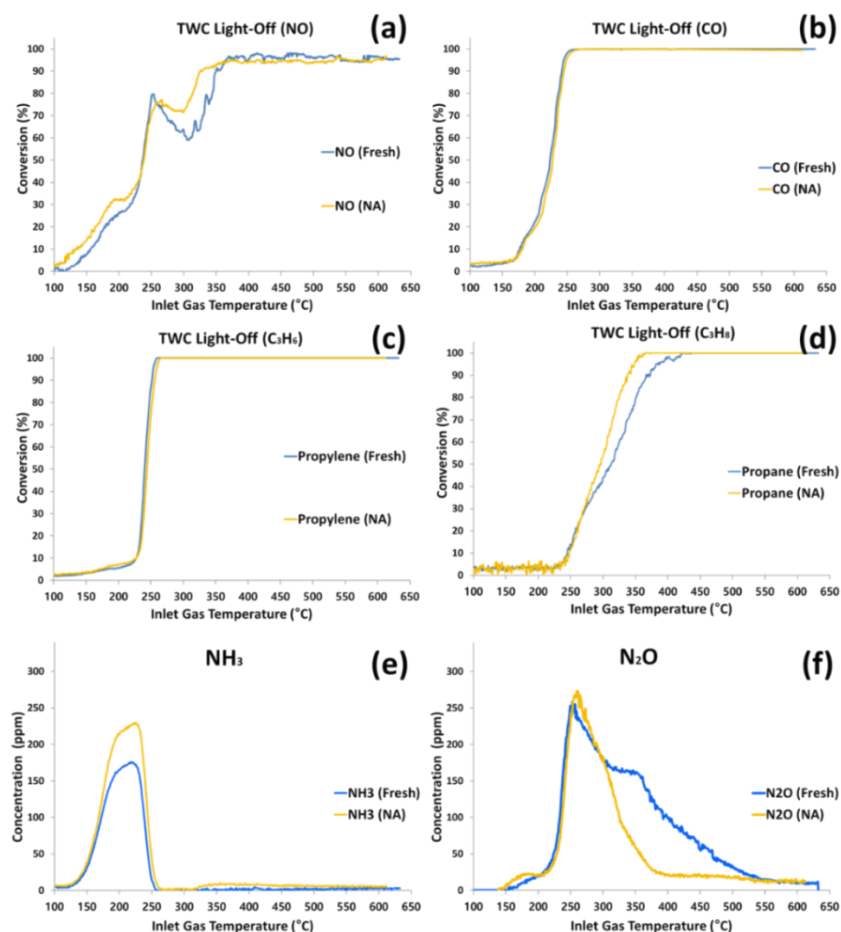 TWC Light-Off (NO)
(a)
100
90
80
70
60
50
40
30
20
10
0
Conversion (%)
NO (Fresh)
NO (NA)
100 150 200 250 300 350 400 450 500 550 600 650
Inlet Gas Temperature (°C)
TWC Light-Off (CO)
(b)
100
90
80
70
60
50
40
30
20
10
0
Conversion (%)
CO (Fresh)
CO (NA)
100 150 200 250 300 350 400 450 500 550 600 650
Inlet Gas Temperature (°C)
TWC Light-Off (C₃H₆)
(c)
100
90
80
70
60
50
40
30
20
10
0
Conversion (%)
Propylene (Fresh)
Propylene (NA)
100 150 200 250 300 350 400 450 500 550 600 650
Inlet Gas Temperature (°C)
TWC Light-Off (C₃H₈)
(d)
100
90
80
70
60
50
40
30
20
10
0
Conversion (%)
Propane (Fresh)
Propane (NA)
100 150 200 250 300 350 400 450 500 550 600 650
Inlet Gas Temperature (°C)
NH₃
(e)
300
250
200
150
100
50
0
Concentration (ppm)
NH3 (Fresh)
NH3 (NA)
100 150 200 250 300 350 400 450 500 550 600 650
Inlet Gas Temperature (°C)
N₂O
(f)
300
250
200
150
100
50
0
Concentration (ppm)
N2O (Fresh)
N2O (NA)
100 150 200 250 300 350 400 450 500 550 600 650
Inlet Gas Temperature (°C)